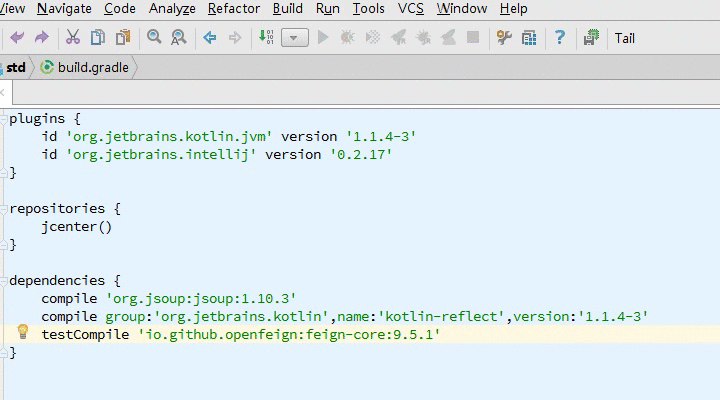 View Navigate Code Analyze Refactor Build Run Tools VCS Window Help
Tail
std build.gradle
plugins {
    id 'org.jetbrains.kotlin.jvm' version '1.1.4-3'
    id 'org.jetbrains.intellij' version '0.2.17'
}
repositories {
    jcenter()
}
dependencies {
    compile 'org.jsoup:jsoup:1.10.3'
    compile group:'org.jetbrains.kotlin',name:'kotlin-reflect',version:'1.1.4-3'
    testCompile 'io.github.openfeign:feign-core:9.5.1'
}